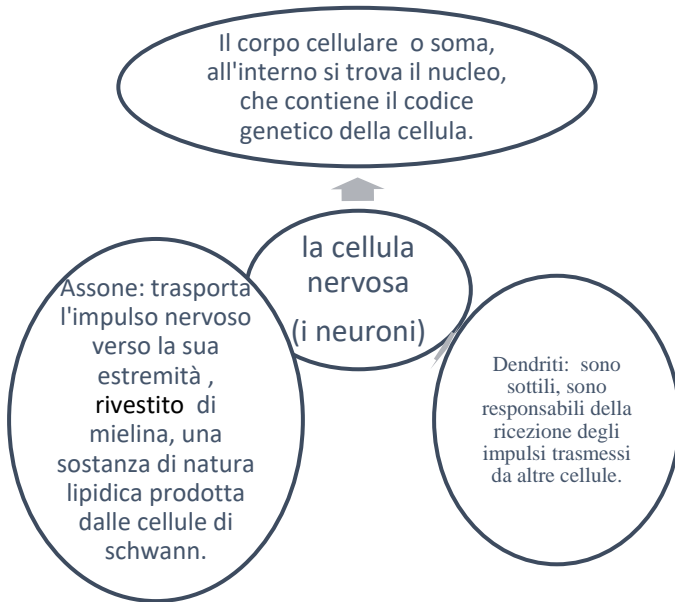 Il corpo cellulare o soma,
all'interno si trova il nucleo,
che contiene il codice
genetico della cellula.
la cellula
nervosa
(i neuroni)
Assone: trasporta
l'impulso nervoso
verso la sua
estremità ,
rivestito di
mielina, una
sostanza di natura
lipidica prodotta
dalle cellule di
schwann.
Dendriti: sono
sottili, sono
responsabili della
ricezione degli
impulsi trasmessi
da altre cellule.